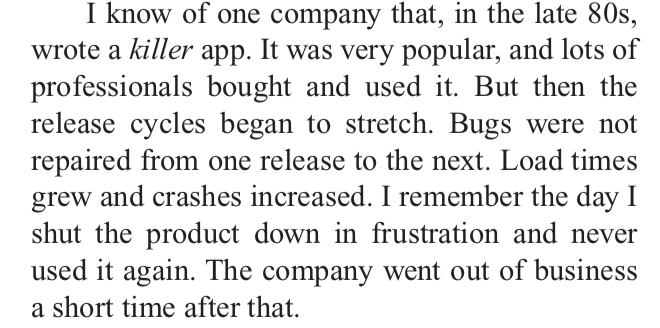 I know of one company that, in the late 80s,
wrote a killer app. It was very popular, and lots of
professionals bought and used it. But then the
release cycles began to stretch. Bugs were not
repaired from one release to the next. Load times
grew and crashes increased. I remember the day I
shut the product down in frustration and never
used it again. The company went out of business
a short time after that.